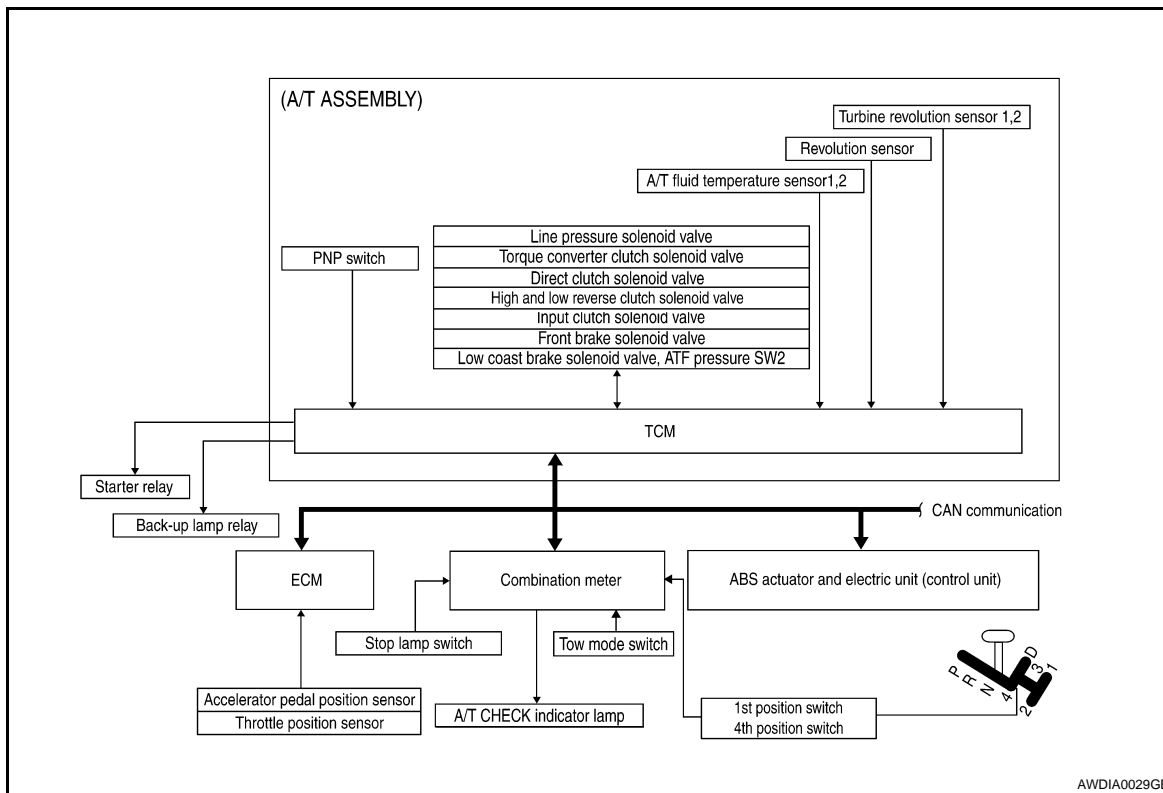 (A/T ASSEMBLY)
Turbine revolution sensor 1,2
Revolution sensor
A/T fluid temperature sensor1,2
PNP switch
Line pressure solenoid valve
Torque converter clutch solenoid valve
Direct clutch solenoid valve
High and low reverse clutch solenoid valve
Input clutch solenoid valve
Front brake solenoid valve
Low coast brake solenoid valve, ATF pressure SW2
TCM
Starter relay
Back-up lamp relay
CAN communication
ECM
Combination meter
ABS actuator and electric unit (control unit)
Stop lamp switch
Tow mode switch
Accelerator pedal position sensor
Throttle position sensor
A/T CHECK indicator lamp
1st position switch
4th position switch
P R N D 4 3 2 1
AWDIA0029GE